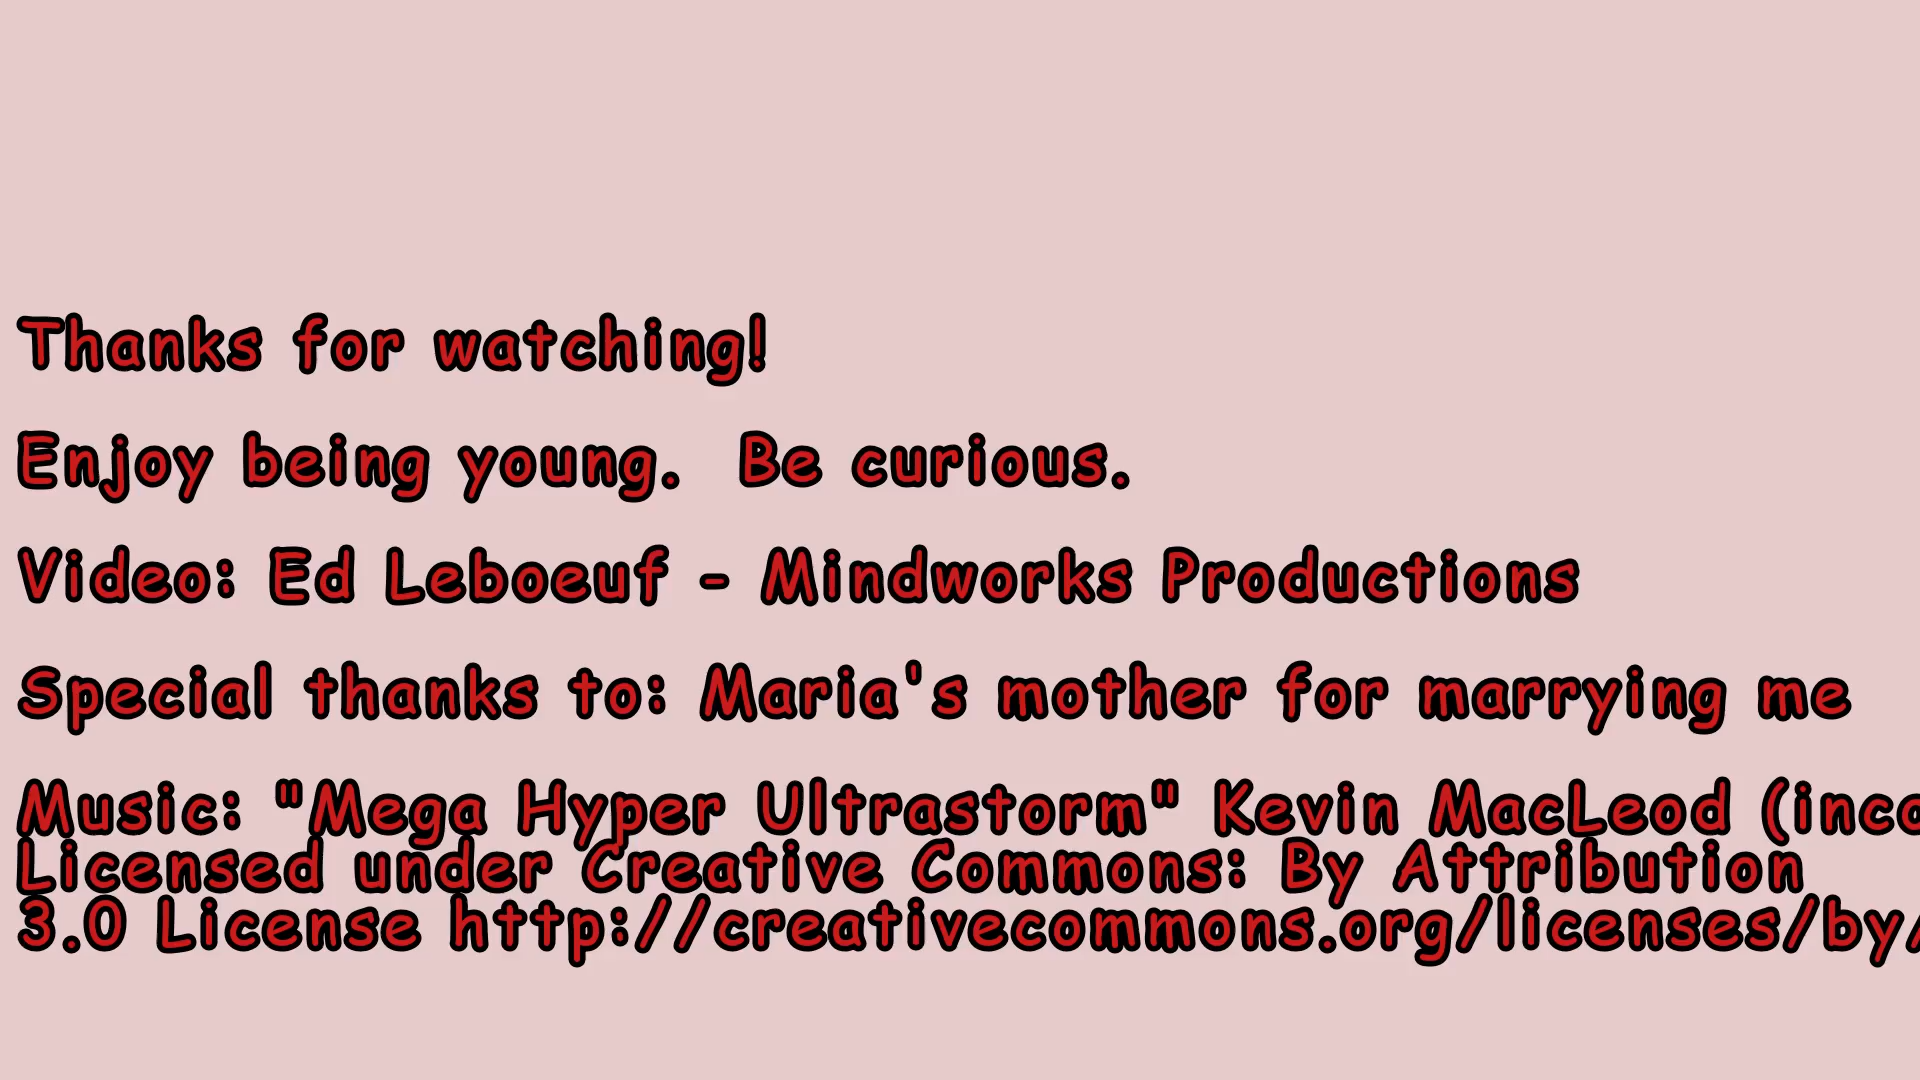 Thanks for watching!
Enjoy being young.  Be curious.
Video: Ed Leboeuf - Mindworks Productions
Special thanks to: Maria's mother for marrying me
Music: "Mega Hyper Ultrastorm" Kevin MacLeod (inco
Licensed under Creative Commons: By Attribution
3.0 License http://creativecommons.org/licenses/by/